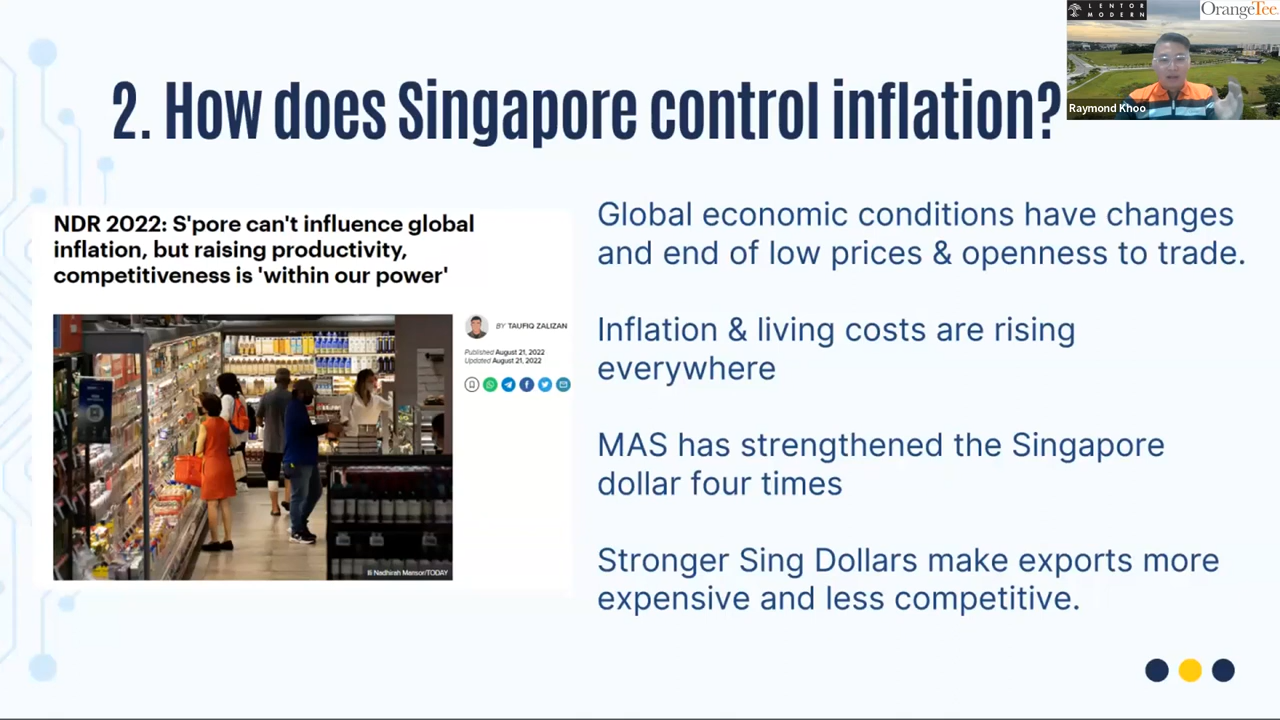 LENTOR
MODERN
OrangeTee
Raymond Khoo
2. How does Singapore control inflation?
NDR 2022: S'pore can't influence global
inflation, but raising productivity,
competitiveness is 'within our power'
BY TAUFIQ ZALIZAN
Published August 21, 2022
Updated August 21, 2022
Ili Nadhirah Mansor/TODAY
Global economic conditions have changes
and end of low prices & openness to trade.
Inflation & living costs are rising
everywhere
MAS has strengthened the Singapore
dollar four times
Stronger Sing Dollars make exports more
expensive and less competitive.